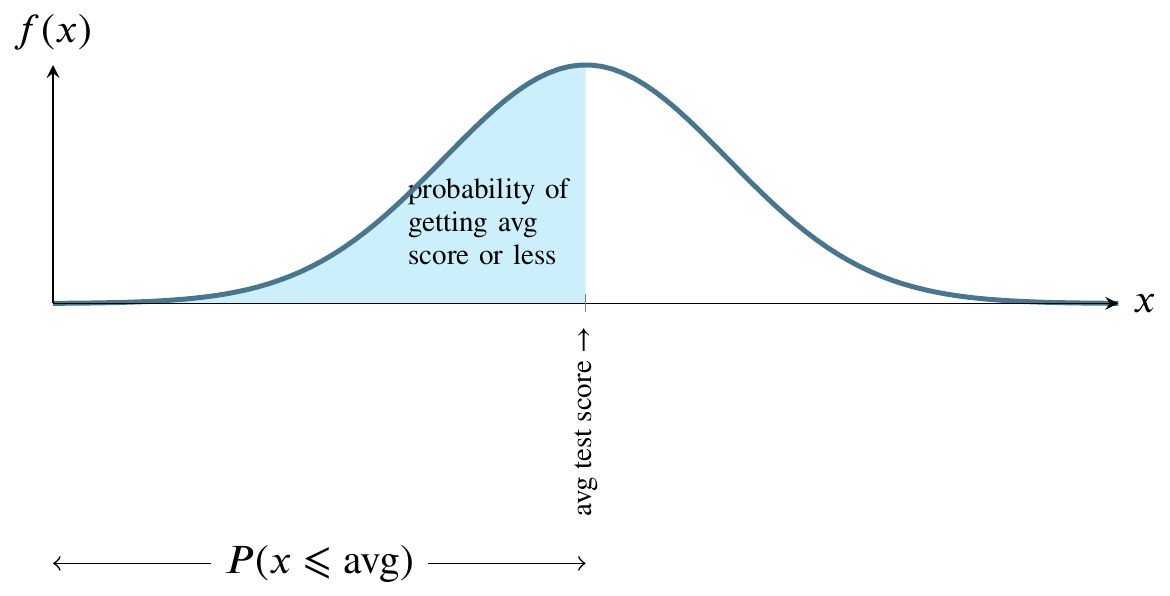 f(x)
probability of
getting avg
score or less
x
avg test score →
P(x ⩽ avg)